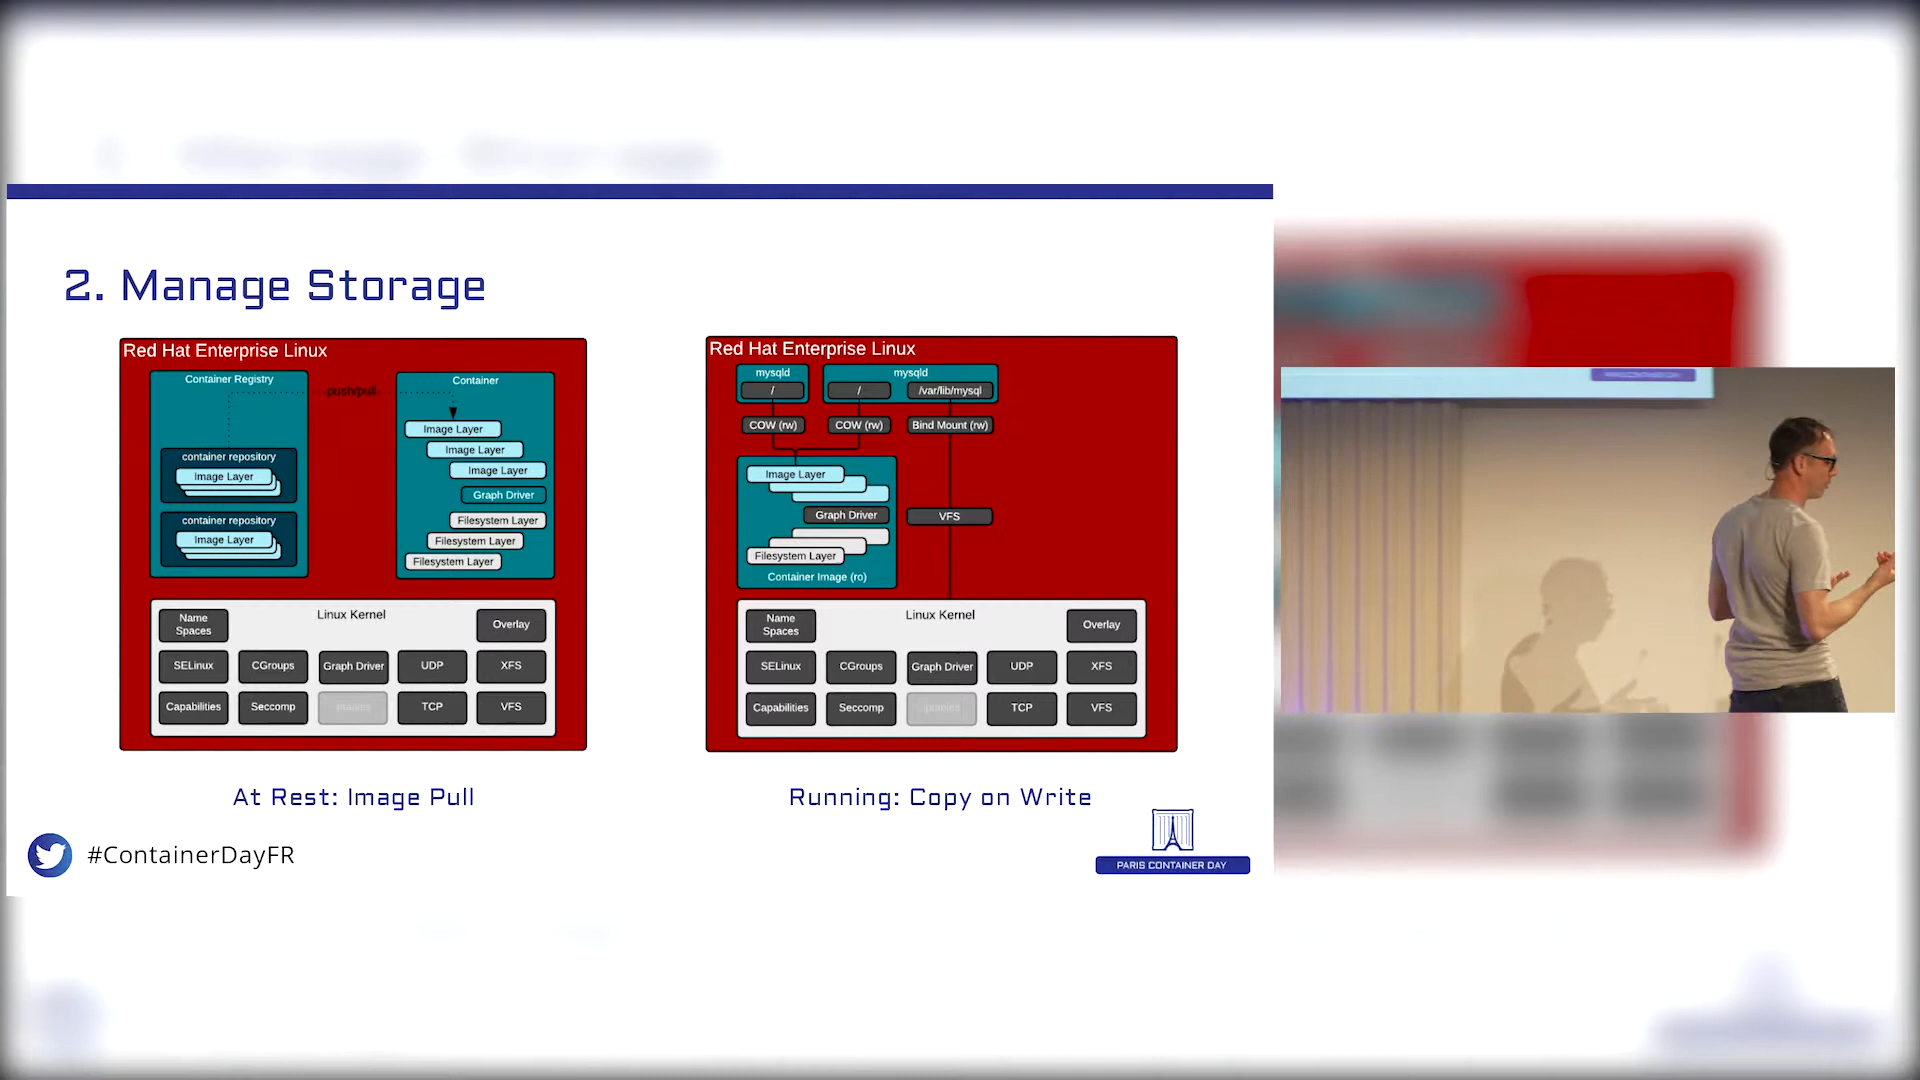 2. Manage Storage
Red Hat Enterprise Linux
Container Registry
push/pull
Container
Image Layer
Image Layer
Image Layer
Graph Driver
Filesystem Layer
Filesystem Layer
Filesystem Layer
container repository
Image Layer
container repository
Image Layer
Linux Kernel
Name
Spaces
Overlay
SELinux
CGroups
Graph Driver
UDP
XFS
Capabilities
Seccomp
TCP
VFS
At Rest: Image Pull
Red Hat Enterprise Linux
mysqld
/
mysqld
/
/var/lib/mysql
COW (rw)
COW (rw)
Bind Mount (rw)
Image Layer
Graph Driver
VFS
Filesystem Layer
Container Image (ro)
Linux Kernel
Name
Spaces
Overlay
SELinux
CGroups
Graph Driver
UDP
XFS
Capabilities
Seccomp
TCP
VFS
Running: Copy on Write
#ContainerDayFR
PARIS CONTAINER DAY